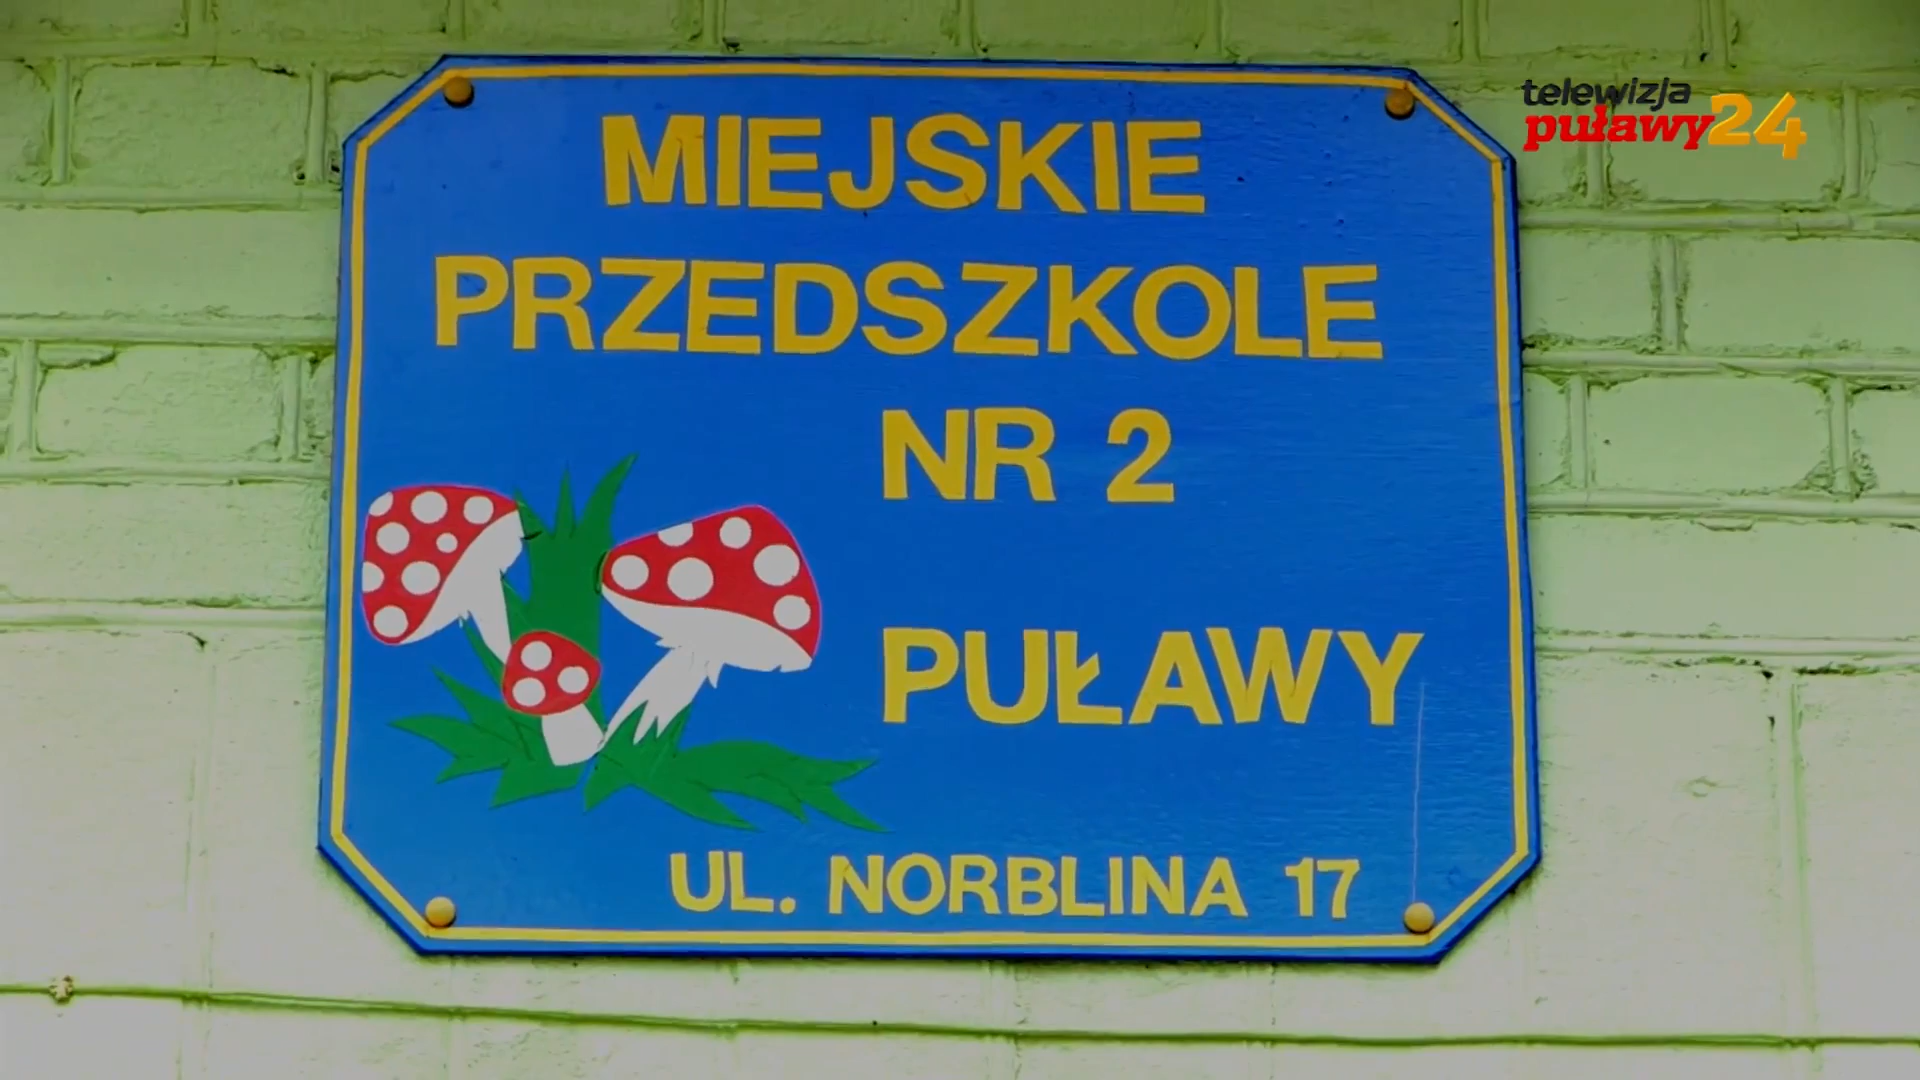 telewizja
puławy24
MIEJSKIE
PRZEDSZKOLE
NR 2
PUŁAWY
UL. NORBLINA 17